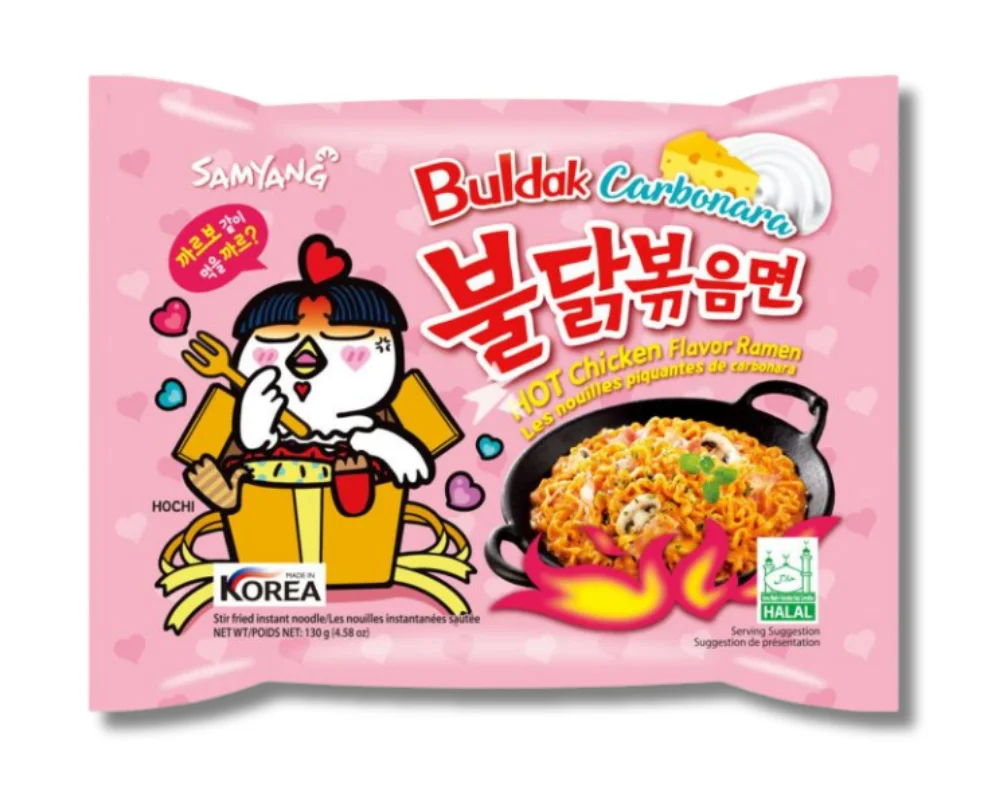 SAMYANG
까르보 같이
먹을 까르?
Buldak Carbonara
불닭볶음면
HOT Chicken Flavor Ramen
Les nouilles piquantes de carbonara
HOCHI
MADE IN
KOREA
Stir fried instant noodle/Les nouilles instantanées sautée
NET WT/POIDS NET: 130 g (4.58 oz)
HALAL
Serving Suggestion
Suggestion de présentation